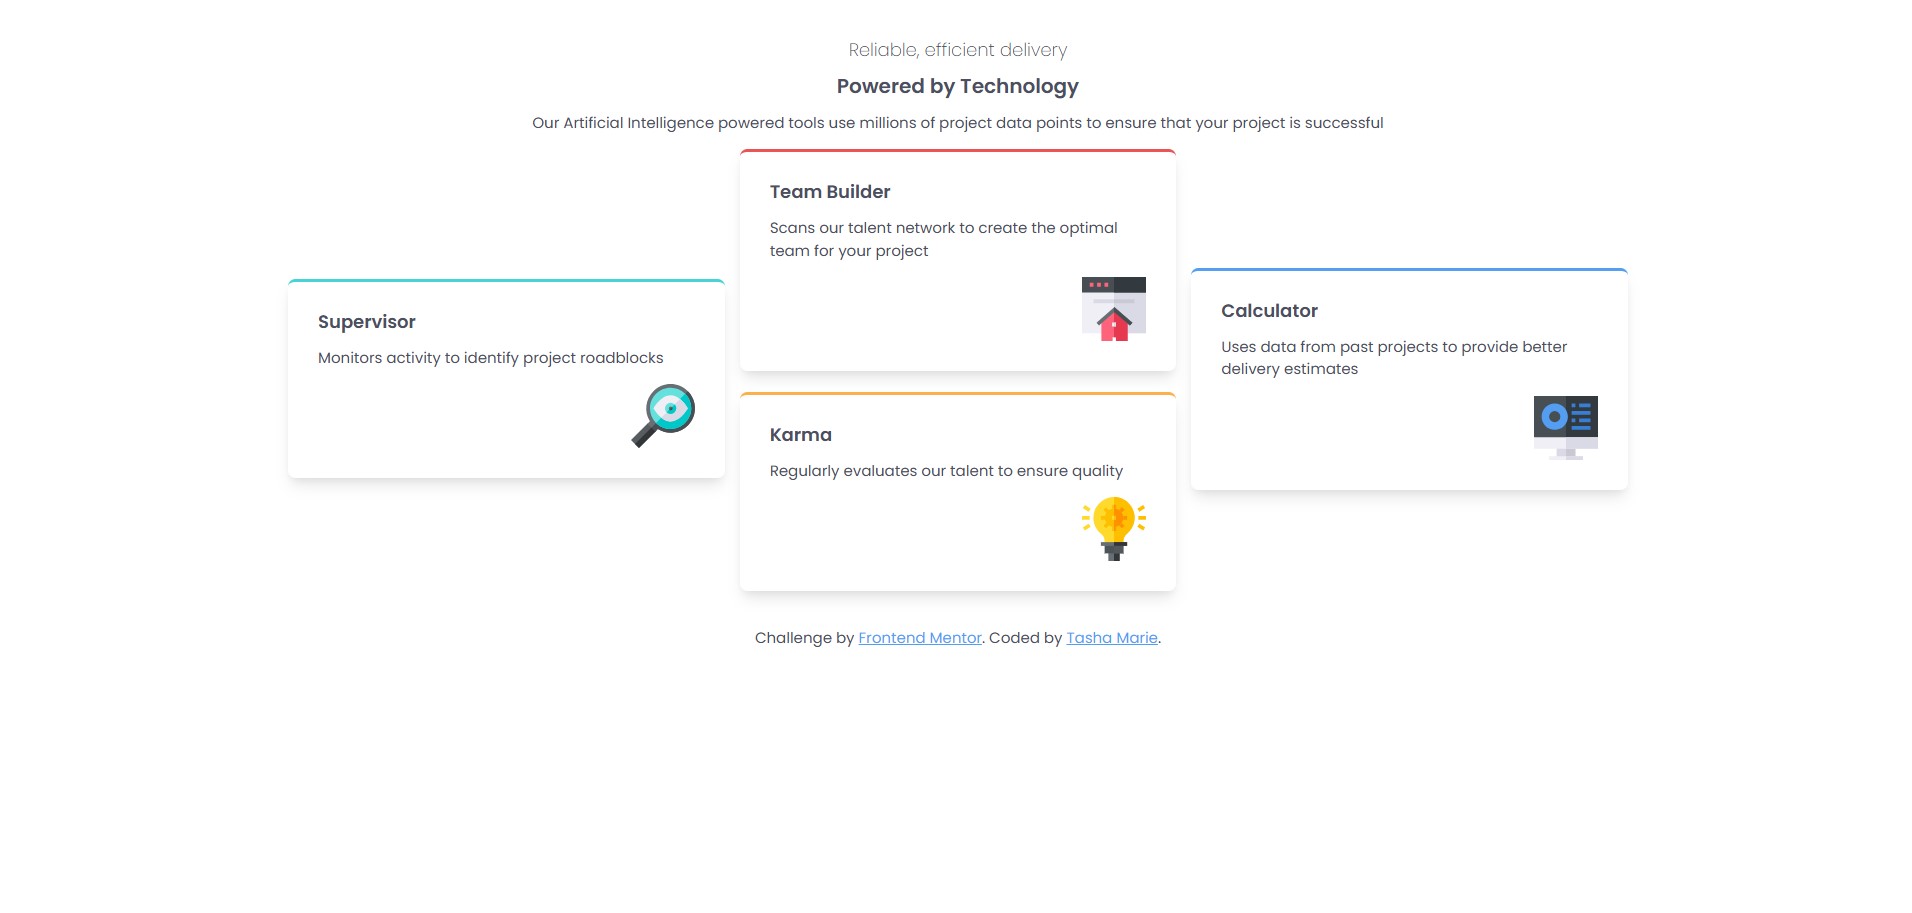 Reliable, efficient delivery
Powered by Technology
Our Artificial Intelligence powered tools use millions of project data points to ensure that your project is successful
Supervisor
Monitors activity to identify project roadblocks
Team Builder
Scans our talent network to create the optimal
team for your project
Karma
Regularly evaluates our talent to ensure quality
Calculator
Uses data from past projects to provide better
delivery estimates
Challenge by Frontend Mentor. Coded by Tasha Marie.